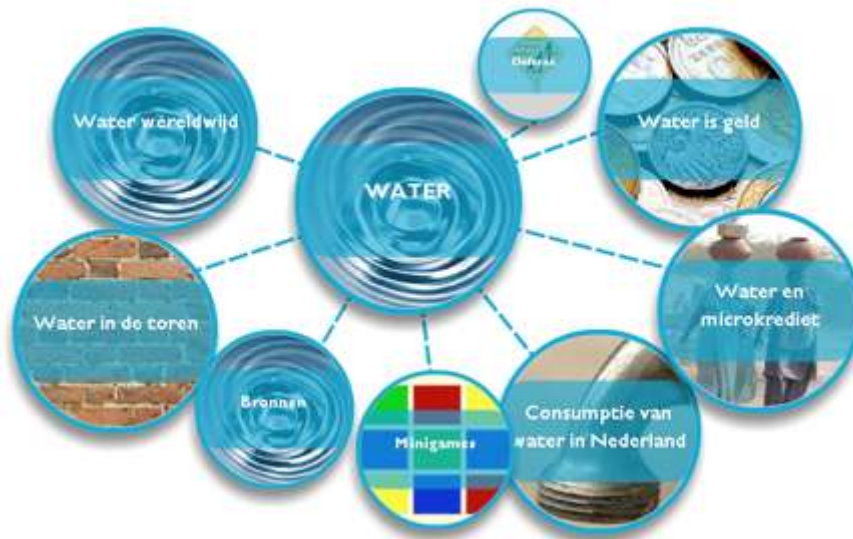 Water wereldwijd
WATER
Water is geld
Water in de toren
Water en
microkrediet
Bronnen
Minigames
Consumptie van
water in Nederland